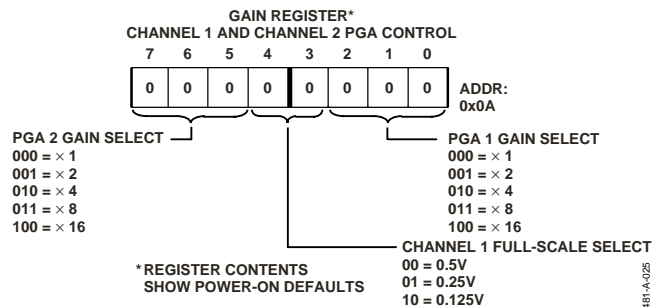 GAIN REGISTER*
CHANNEL 1 AND CHANNEL 2 PGA CONTROL
7 6 5 4 3 2 1 0
0 0 0 0 0 0 0 0
ADDR:
0x0A
PGA 2 GAIN SELECT
000 = × 1
001 = × 2
010 = × 4
011 = × 8
100 = × 16
PGA 1 GAIN SELECT
000 = × 1
001 = × 2
010 = × 4
011 = × 8
100 = × 16
CHANNEL 1 FULL-SCALE SELECT
00 = 0.5V
01 = 0.25V
10 = 0.125V
*REGISTER CONTENTS
SHOW POWER-ON DEFAULTS
481-A-025